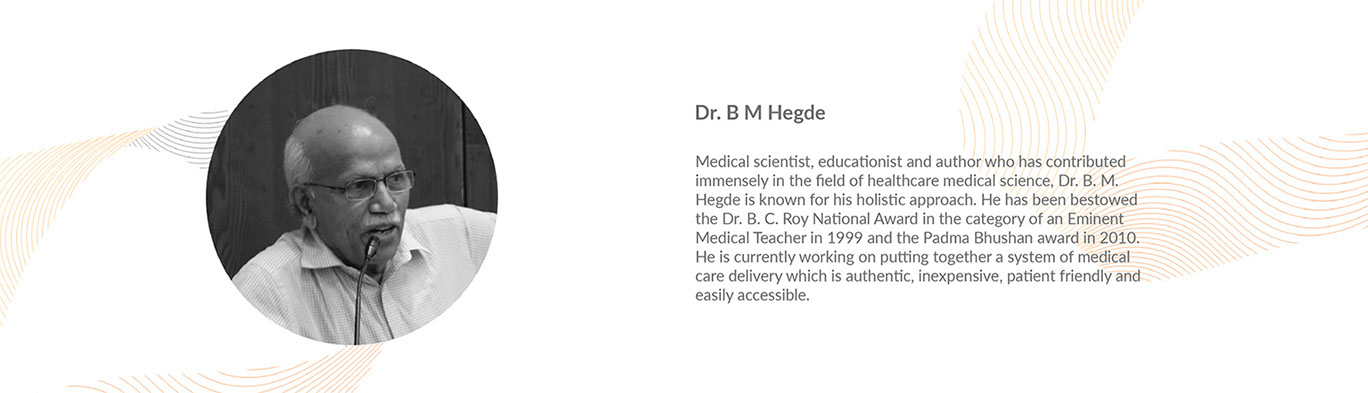 Dr. B M Hegde
Medical scientist, educationist and author who has contributed
immensely in the field of healthcare medical science, Dr. B. M.
Hegde is known for his holistic approach. He has been bestowed
the Dr. B. C. Roy National Award in the category of an Eminent
Medical Teacher in 1999 and the Padma Bhushan award in 2010.
He is currently working on putting together a system of medical
care delivery which is authentic, inexpensive, patient friendly and
easily accessible.